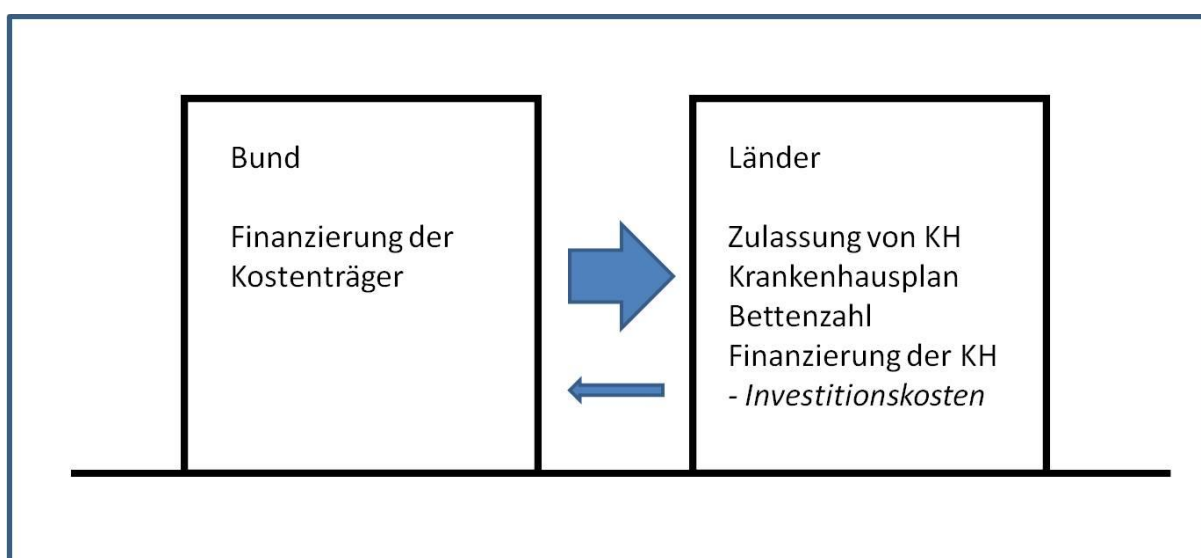 Bund
Finanzierung der
Kostenträger
Länder
Zulassung von KH
Krankenhausplan
Bettenzahl
Finanzierung der KH
- Investitionskosten